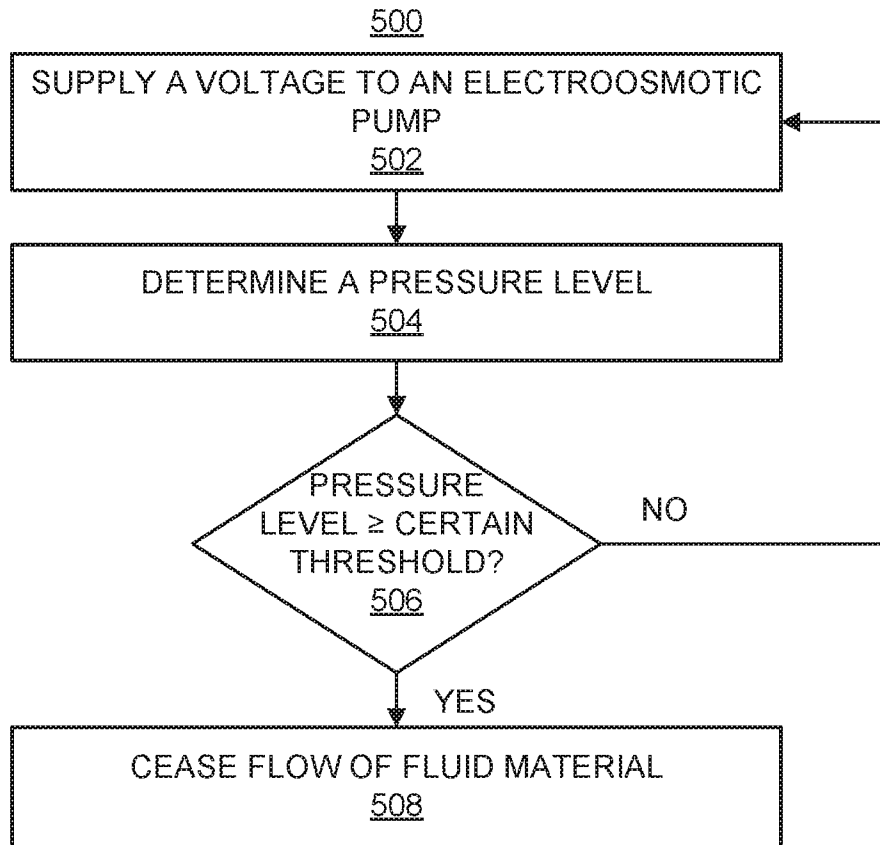 500
SUPPLY A VOLTAGE TO AN ELECTROOSMOTIC
PUMP
502
DETERMINE A PRESSURE LEVEL
504
PRESSURE
LEVEL ≥ CERTAIN
THRESHOLD?
506
NO
YES
CEASE FLOW OF FLUID MATERIAL
508